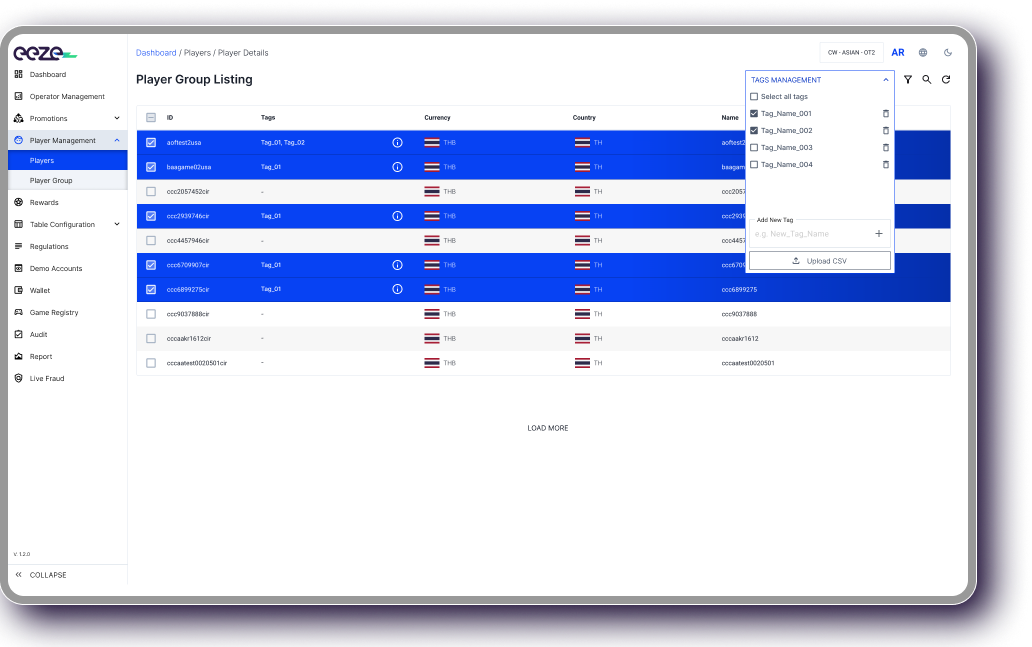 eeze
Dashboard / Players / Player Details
CW - ASIAN - OT2
AR
Dashboard
Operator Management
Promotions
Player Management
Players
Player Group
Rewards
Table Configuration
Regulations
Demo Accounts
Wallet
Game Registry
Audit
Report
Live Fraud
V. 1.2.0
COLLAPSE
Player Group Listing
TAGS MANAGEMENT
Select all tags
Tag_Name_001
Tag_Name_002
Tag_Name_003
Tag_Name_004
Add New Tag
e.g. New_Tag_Name
Upload CSV
ID Tags Currency Country Name
aoftest2usa Tag_01, Tag_02 THB TH aoftest2
baagame02usa Tag_01 THB TH baagam
ccc2057452cir - THB TH ccc2057
ccc2939746cir Tag_01 THB TH ccc2939
ccc4457946cir - THB TH ccc4457
ccc6709907cir Tag_01 THB TH ccc6709
ccc6899275cir Tag_01 THB TH ccc6899275
ccc9037888cir - THB TH ccc9037888
cccaakr1612cir - THB TH cccaakr1612
cccaatest0020501cir - THB TH cccaatest0020501
LOAD MORE